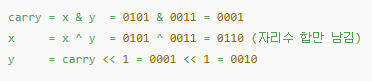 carry = x & y  = 0101 & 0011 = 0001
x     = x ^ y  = 0101 ^ 0011 = 0110 (자리수 합만 남김)
y     = carry << 1 = 0001 << 1 = 0010